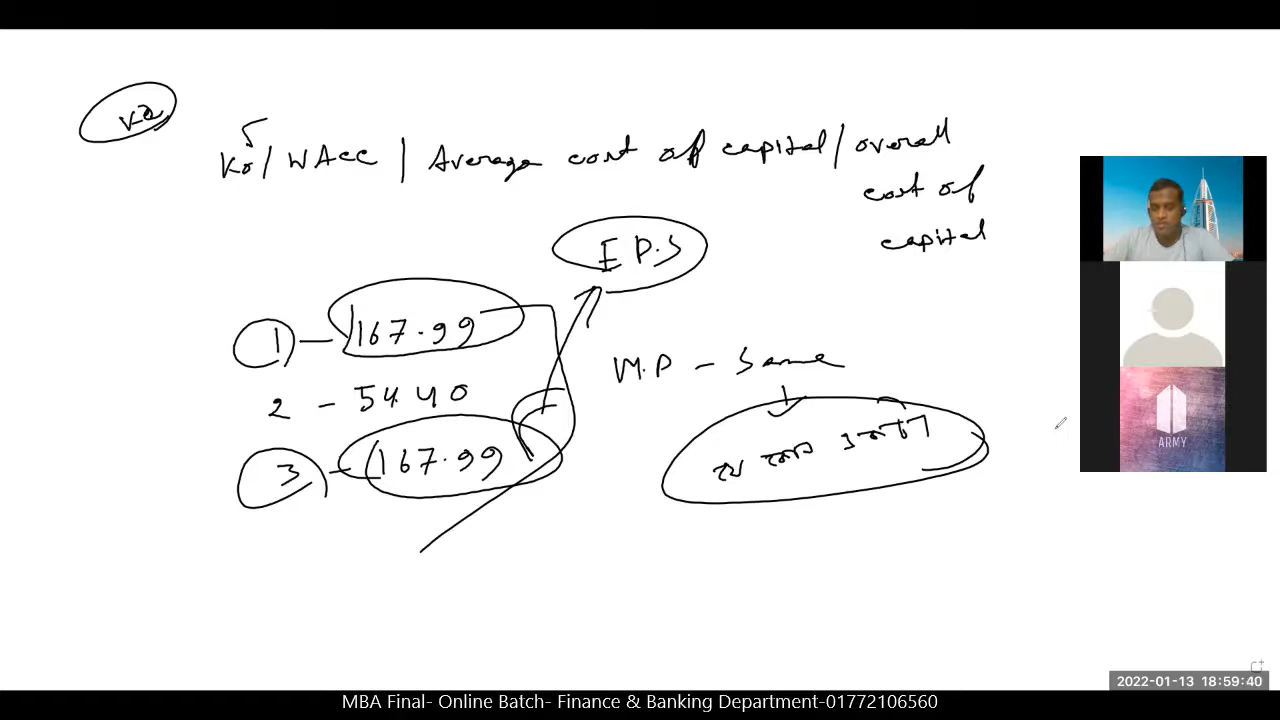 Ko/ WACC | Average cost of capital/ overall
cost of
capital
E P.S
1 - 167.99
2 - 54.40
3 - 167.99
M.P - Same
যে কোন একটা
ARMY
2022-01-13 18:59:40
MBA Final- Online Batch- Finance & Banking Department-01772106560